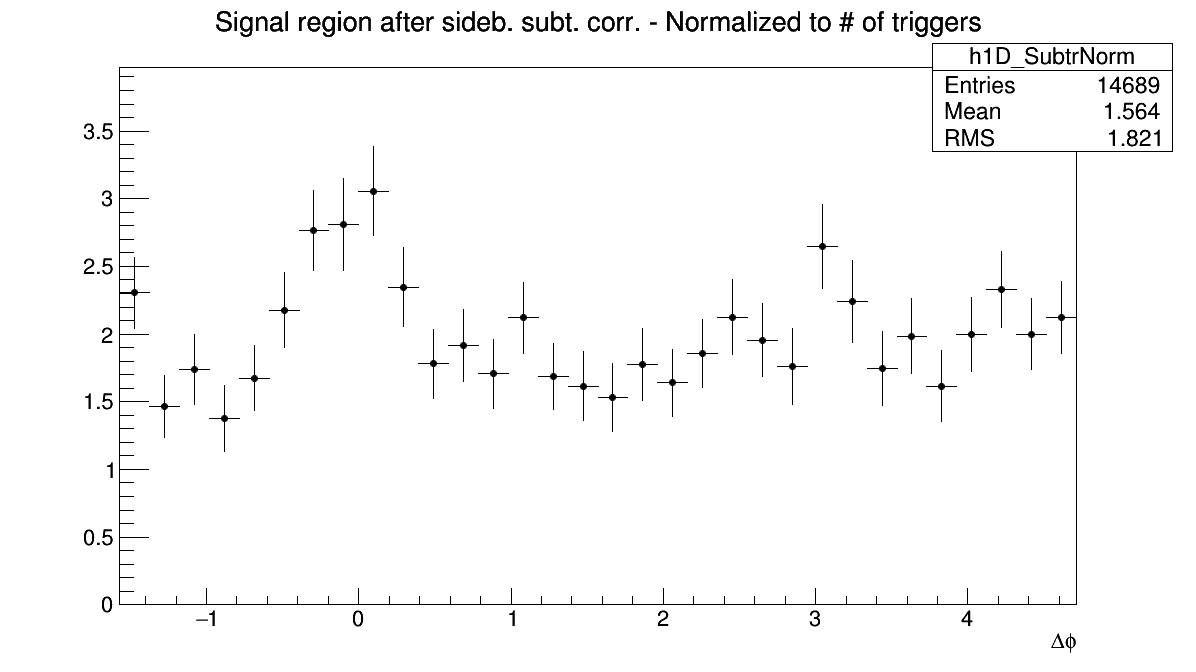 Signal region after sideb. subt. corr. - Normalized to # of triggers
h1D_SubtrNorm
Entries 14689
Mean 1.564
RMS 1.821
3.5
3
2.5
2
1.5
1
0.5
0
−1 0 1 2 3 4
Δϕ